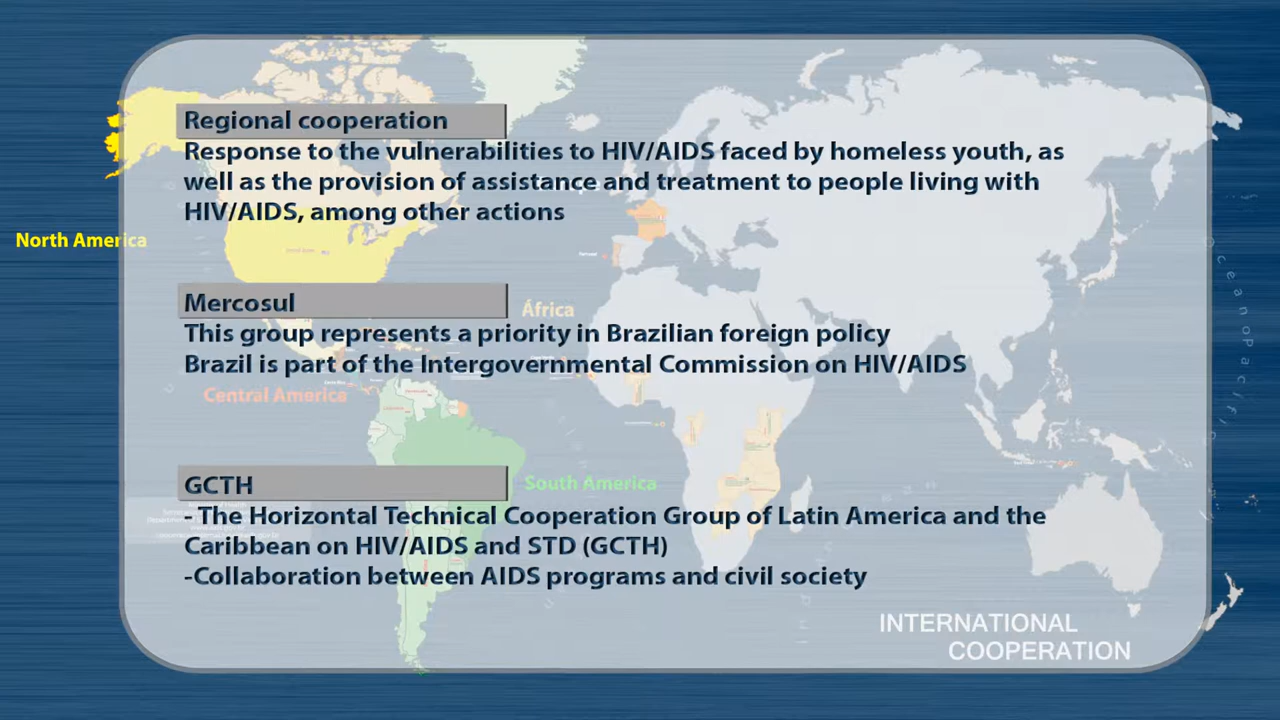 Regional cooperation
Response to the vulnerabilities to HIV/AIDS faced by homeless youth, as
well as the provision of assistance and treatment to people living with
HIV/AIDS, among other actions
North America
Mercosul
África
This group represents a priority in Brazilian foreign policy
Brazil is part of the Intergovernmental Commission on HIV/AIDS
Central America
GCTH
South America
- The Horizontal Technical Cooperation Group of Latin America and the
Caribbean on HIV/AIDS and STD (GCTH)
-Collaboration between AIDS programs and civil society
INTERNATIONAL
COOPERATION